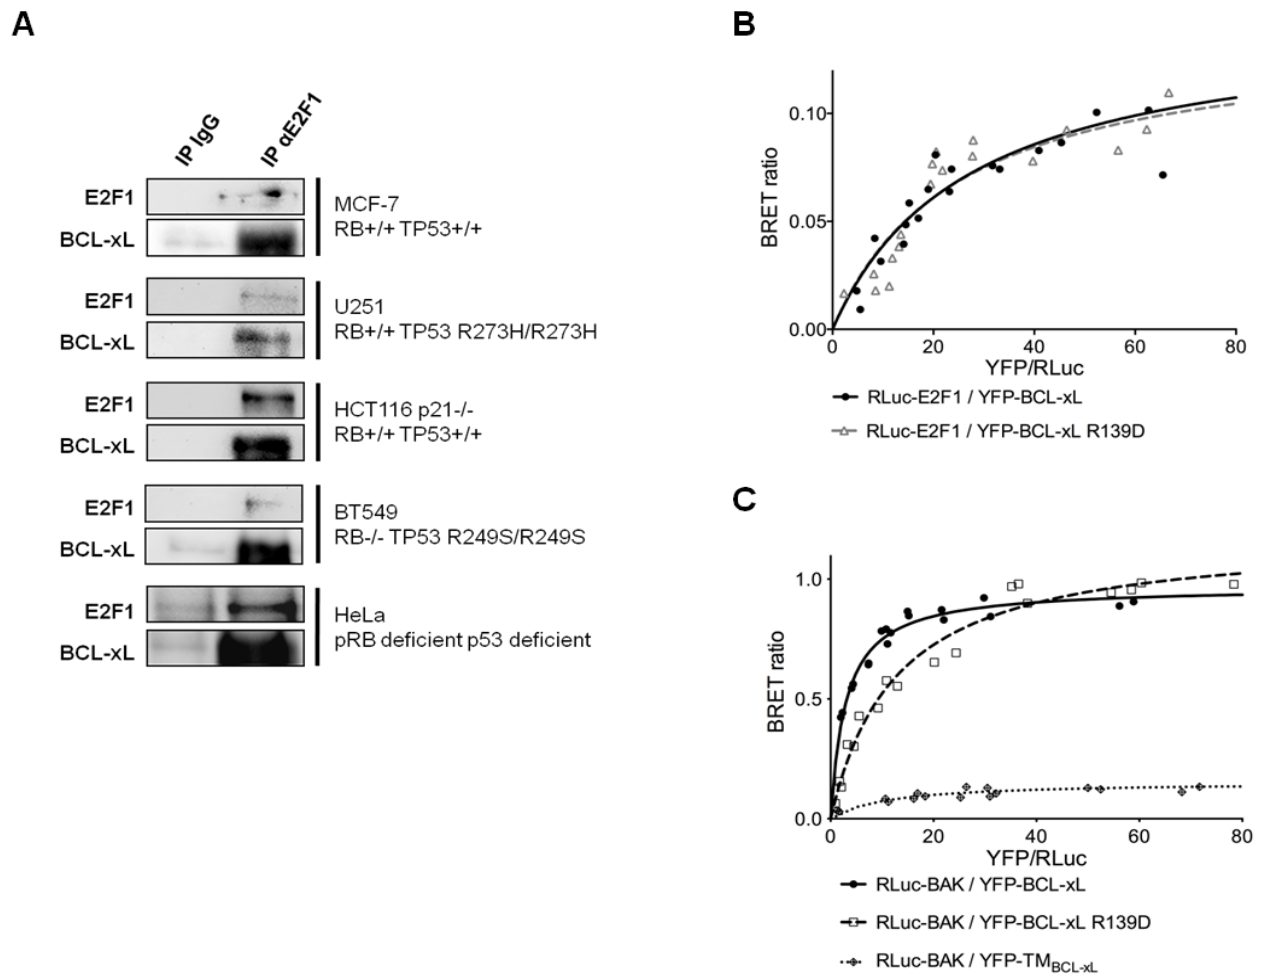 A
IP IgG
IP αE2F1
E2F1
BCL-xL
MCF-7
RB+/+ TP53+/+
E2F1
BCL-xL
U251
RB+/+ TP53 R273H/R273H
E2F1
BCL-xL
HCT116 p21-/-
RB+/+ TP53+/+
E2F1
BCL-xL
BT549
RB-/- TP53 R249S/R249S
E2F1
BCL-xL
HeLa
pRB deficient p53 deficient
B
BRET ratio
0.10
0.05
0.00
0 20 40 60 80
YFP/RLuc
RLuc-E2F1 / YFP-BCL-xL
RLuc-E2F1 / YFP-BCL-xL R139D
C
BRET ratio
1.0
0.5
0.0
0 20 40 60 80
YFP/RLuc
RLuc-BAK / YFP-BCL-xL
RLuc-BAK / YFP-BCL-xL R139D
RLuc-BAK / YFP-TM BCL-xL